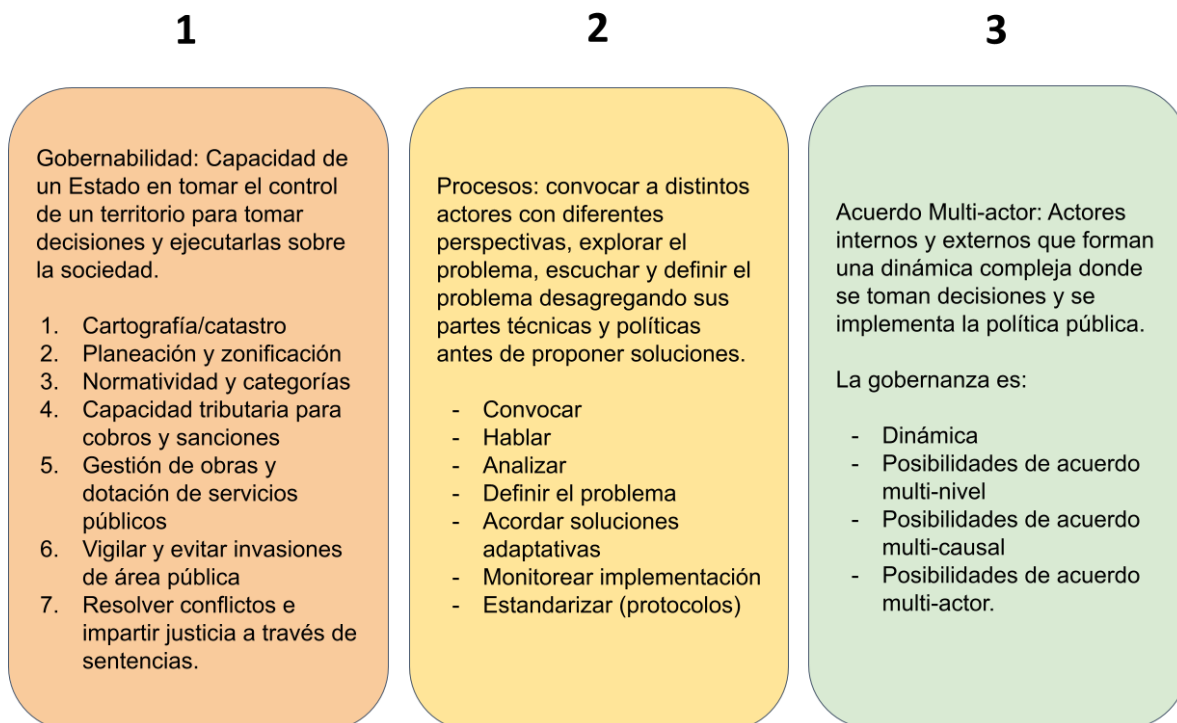 1
2
3
Gobernabilidad: Capacidad de
un Estado en tomar el control
de un territorio para tomar
decisiones y ejecutarlas sobre
la sociedad.
1. Cartografía/catastro
2. Planeación y zonificación
3. Normatividad y categorías
4. Capacidad tributaria para
cobros y sanciones
5. Gestión de obras y
dotación de servicios
públicos
6. Vigilar y evitar invasiones
de área pública
7. Resolver conflictos e
impartir justicia a través de
sentencias.
Procesos: convocar a distintos
actores con diferentes
perspectivas, explorar el
problema, escuchar y definir el
problema desagregando sus
partes técnicas y políticas
antes de proponer soluciones.
- Convocar
- Hablar
- Analizar
- Definir el problema
- Acordar soluciones
adaptativas
- Monitorear implementación
- Estandarizar (protocolos)
Acuerdo Multi-actor: Actores
internos y externos que forman
una dinámica compleja donde
se toman decisiones y se
implementa la política pública.
La gobernanza es:
- Dinámica
- Posibilidades de acuerdo
multi-nivel
- Posibilidades de acuerdo
multi-causal
- Posibilidades de acuerdo
multi-actor.